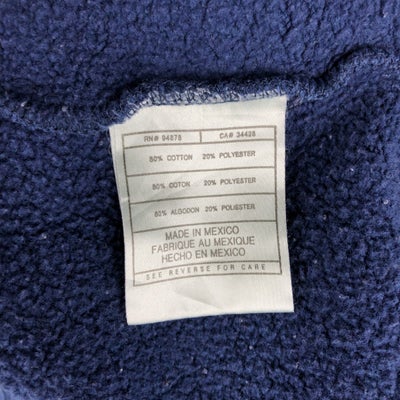 RN# 94878 CA# 34426
80% COTTON 20% POLYESTER
80% COTON 20% POLYESTER
80% ALGODON 20% POLIESTER
MADE IN MEXICO
FABRIQUE AU MEXIQUE
HECHO EN MEXICO
SEE REVERSE FOR CARE